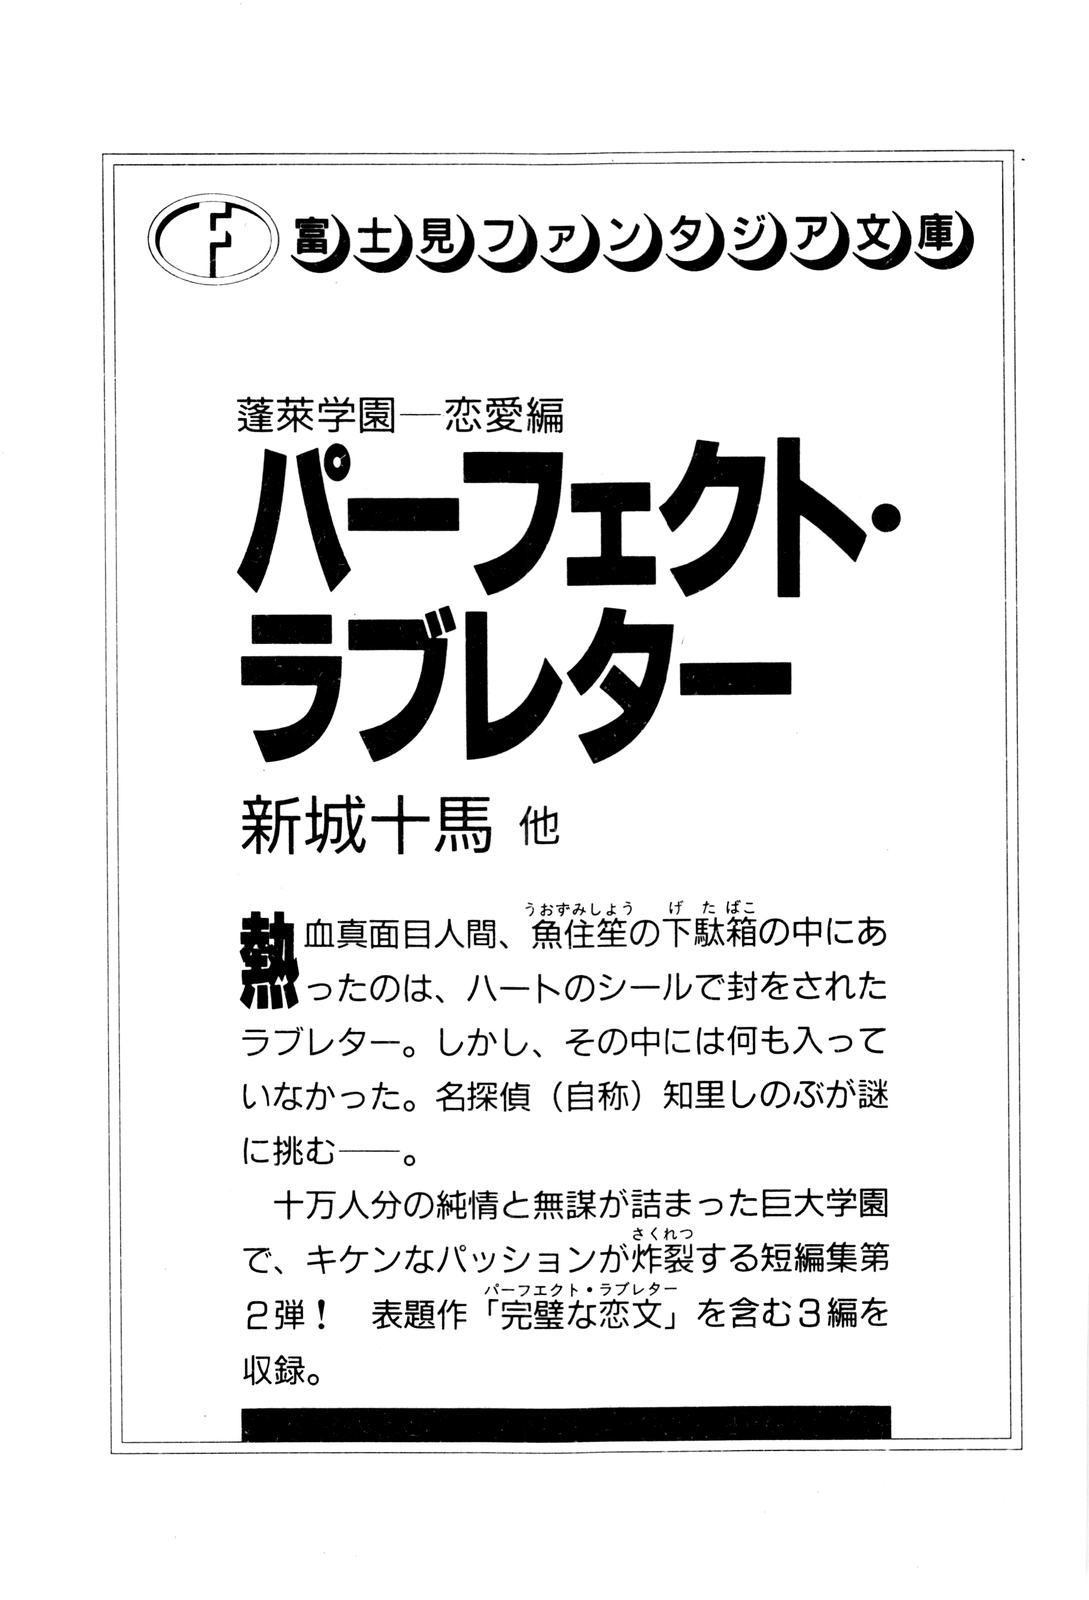 富士見ファンタジア文庫
蓬萊学園──恋愛編
パーフェクト・
ラブレター
新城十馬 他
うおずみしょう げたばこ
熱血真面目人間、魚住笙の下駄箱の中にあ
ったのは、ハートのシールで封をされた
ラブレター。しかし、その中には何も入って
いなかった。名探偵（自称）知里しのぶが謎
に挑む──。
十万人分の純情と無謀が詰まった巨大学園
さくれつ
で、キケンなパッションが炸裂する短編集第
パーフエクト・ラブレター
2弾！　表題作「完璧な恋文」を含む3編を
収録。